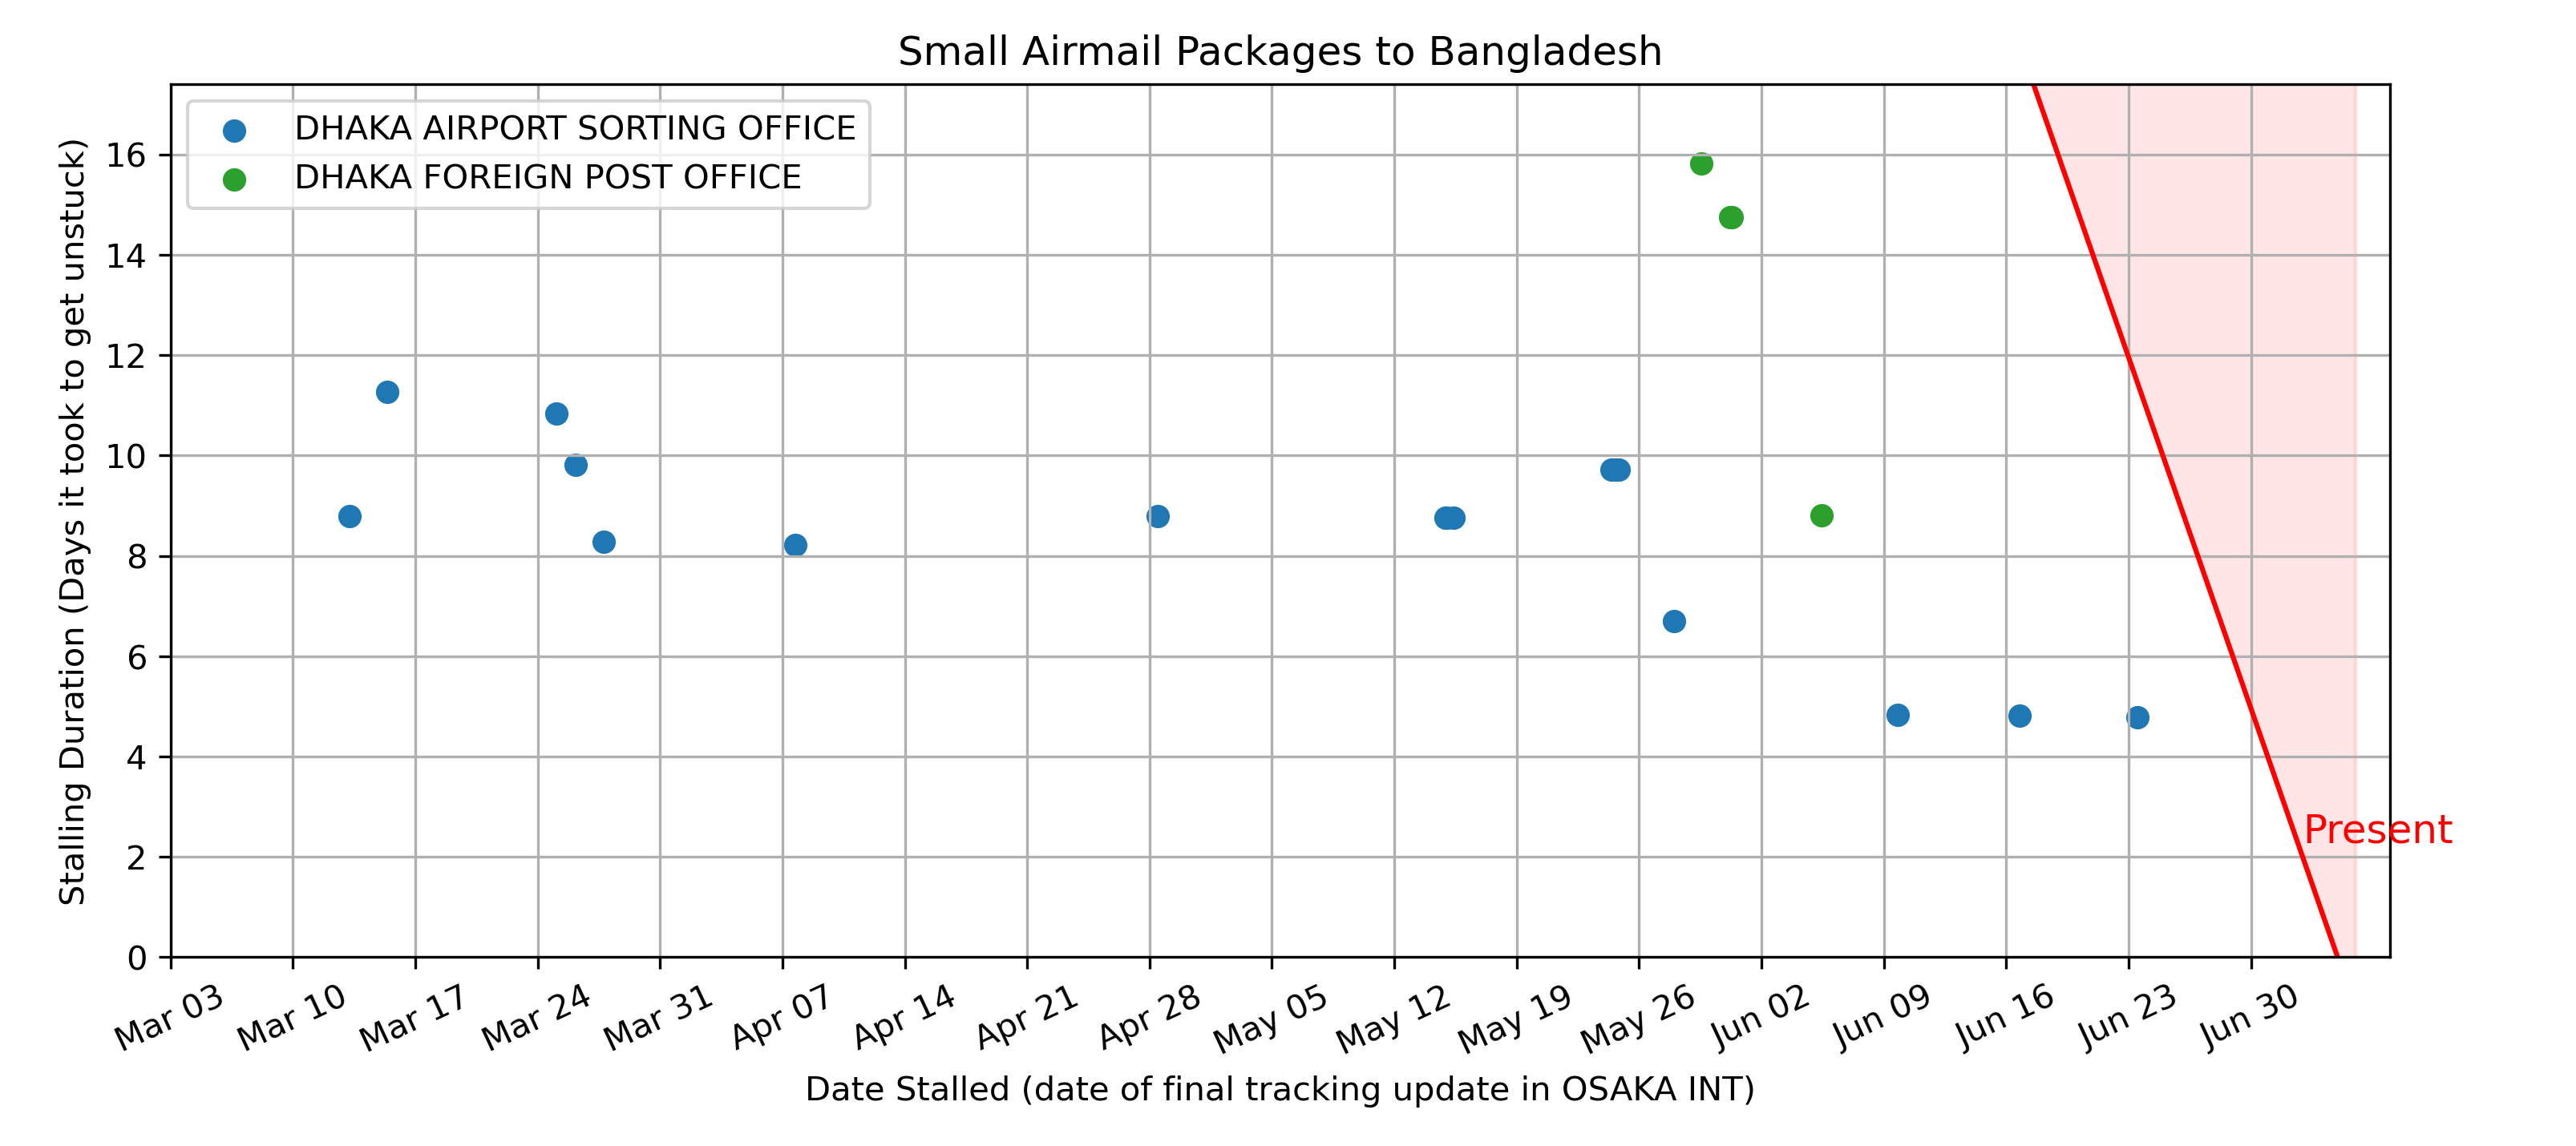 Small Airmail Packages to Bangladesh
DHAKA AIRPORT SORTING OFFICE
DHAKA FOREIGN POST OFFICE
Stalling Duration (Days it took to get unstuck)
16
14
12
10
8
6
4
2
0
Present
Mar 03 Mar 10 Mar 17 Mar 24 Mar 31 Apr 07 Apr 14 Apr 21 Apr 28 May 05 May 12 May 19 May 26 Jun 02 Jun 09 Jun 16 Jun 23 Jun 30
Date Stalled (date of final tracking update in OSAKA INT)